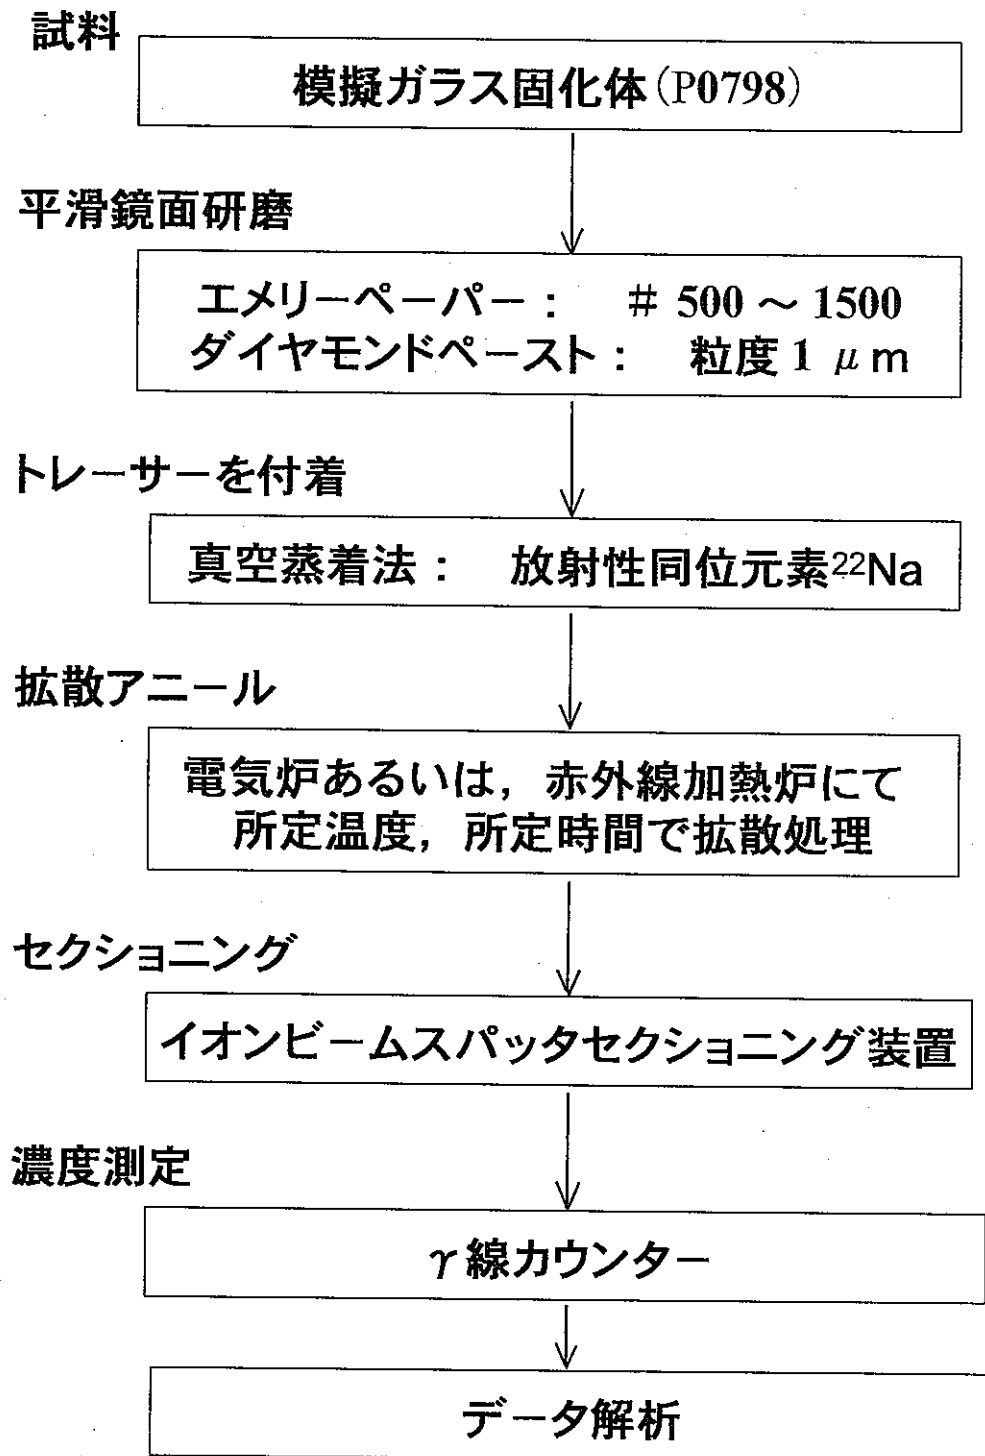 試料
模擬ガラス固化体(P0798)
平滑鏡面研磨
エメリーペーパー： ＃500～1500
ダイヤモンドペースト： 粒度1 μm
トレーサーを付着
真空蒸着法： 放射性同位元素²²Na
拡散アニール
電気炉あるいは，赤外線加熱炉にて
所定温度，所定時間で拡散処理
セクショニング
イオンビームスパッタセクショニング装置
濃度測定
γ線カウンター
データ解析